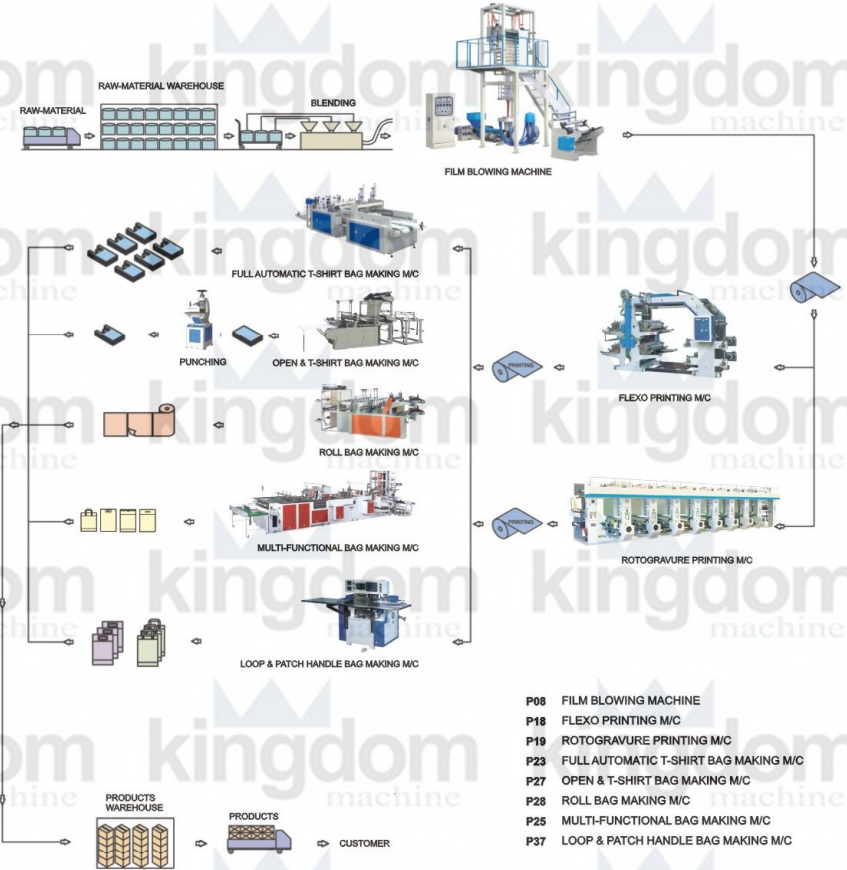 RAW-MATERIAL WAREHOUSE
RAW-MATERIAL
BLENDING
FILM BLOWING MACHINE
FULL AUTOMATIC T-SHIRT BAG MAKING M/C
PUNCHING
OPEN & T-SHIRT BAG MAKING M/C
PRINTING
FLEXO PRINTING M/C
ROLL BAG MAKING M/C
MULTI-FUNCTIONAL BAG MAKING M/C
PRINTING
ROTOGRAVURE PRINTING M/C
LOOP & PATCH HANDLE BAG MAKING M/C
P08 FILM BLOWING MACHINE
P18 FLEXO PRINTING M/C
P19 ROTOGRAVURE PRINTING M/C
P23 FULL AUTOMATIC T-SHIRT BAG MAKING M/C
P27 OPEN & T-SHIRT BAG MAKING M/C
P28 ROLL BAG MAKING M/C
P25 MULTI-FUNCTIONAL BAG MAKING M/C
P37 LOOP & PATCH HANDLE BAG MAKING M/C
PRODUCTS
WAREHOUSE
PRODUCTS
CUSTOMER
kingdom
machine